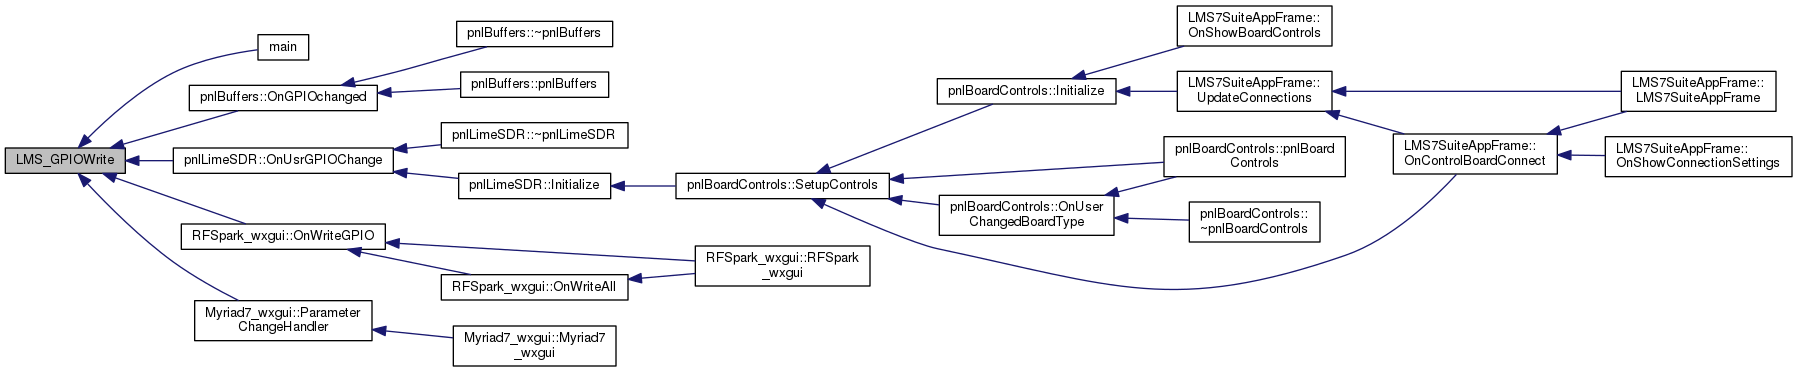 LMS_GPIOWrite
main
pnlBuffers::OnGPIOchanged
pnlBuffers::~pnlBuffers
pnlBuffers::pnlBuffers
pnlLimeSDR::OnUsrGPIOChange
pnlLimeSDR::~pnlLimeSDR
pnlLimeSDR::Initialize
pnlBoardControls::SetupControls
pnlBoardControls::Initialize
LMS7SuiteAppFrame::
OnShowBoardControls
LMS7SuiteAppFrame::
UpdateConnections
LMS7SuiteAppFrame::
LMS7SuiteAppFrame
LMS7SuiteAppFrame::
OnControlBoardConnect
LMS7SuiteAppFrame::
OnShowConnectionSettings
pnlBoardControls::pnlBoard
Controls
pnlBoardControls::OnUser
ChangedBoardType
pnlBoardControls::
~pnlBoardControls
RFSpark_wxgui::OnWriteGPIO
RFSpark_wxgui::RFSpark
_wxgui
RFSpark_wxgui::OnWriteAll
Myriad7_wxgui::Parameter
ChangeHandler
Myriad7_wxgui::Myriad7
_wxgui